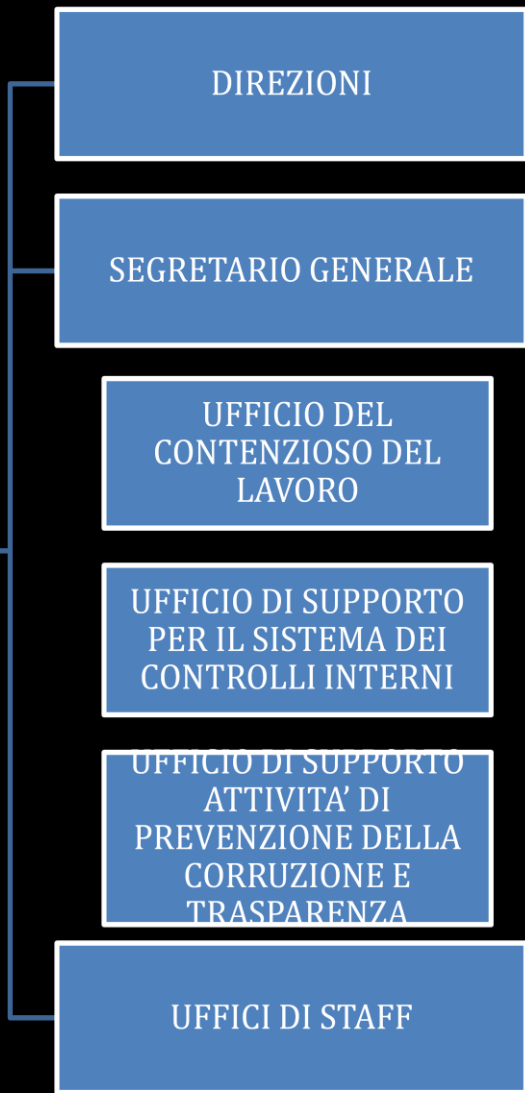 DIREZIONI
SEGRETARIO GENERALE
UFFICIO DEL
CONTENZIOSO DEL
LAVORO
UFFICIO DI SUPPORTO
PER IL SISTEMA DEI
CONTROLLI INTERNI
UFFICIO DI SUPPORTO
ATTIVITA’ DI
PREVENZIONE DELLA
CORRUZIONE E
TRASPARENZA
UFFICI DI STAFF